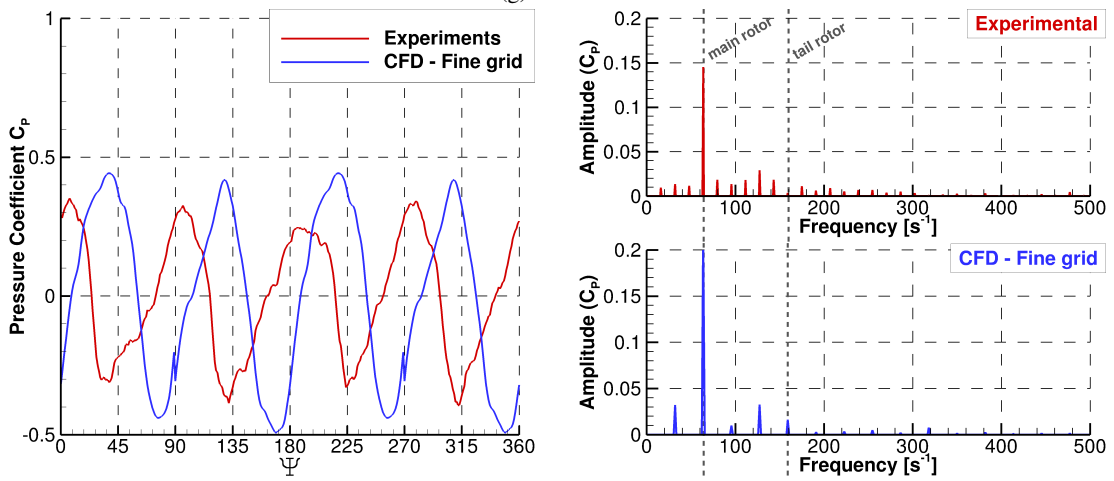 (g)
1
0.5
0
-0.5
Pressure Coefficient CP
Experiments
CFD - Fine grid
0 45 90 135 180 225 270 315 360
Ψ
0.2
0.15
0.1
0.05
0
Amplitude (CP)
Experimental
main rotor
tail rotor
0 100 200 300 400 500
Frequency [s-1]
0.2
0.15
0.1
0.05
0
Amplitude (CP)
CFD - Fine grid
0 100 200 300 400 500
Frequency [s-1]